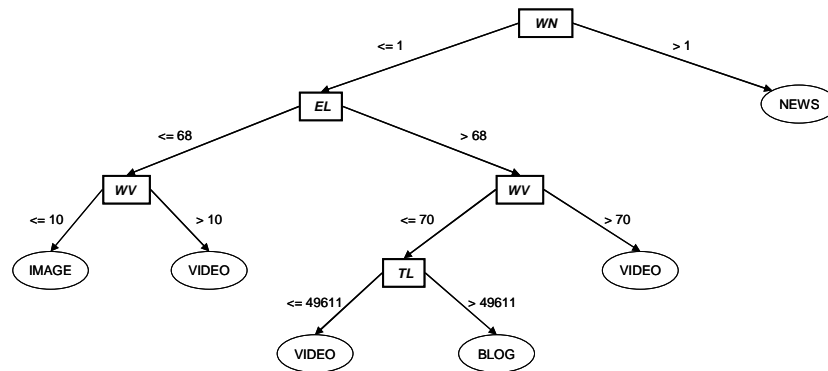 WN
<= 1
> 1
EL
NEWS
<= 68
> 68
WV
WV
<= 10
> 10
<= 70
> 70
IMAGE
VIDEO
TL
VIDEO
<= 49611
> 49611
VIDEO
BLOG